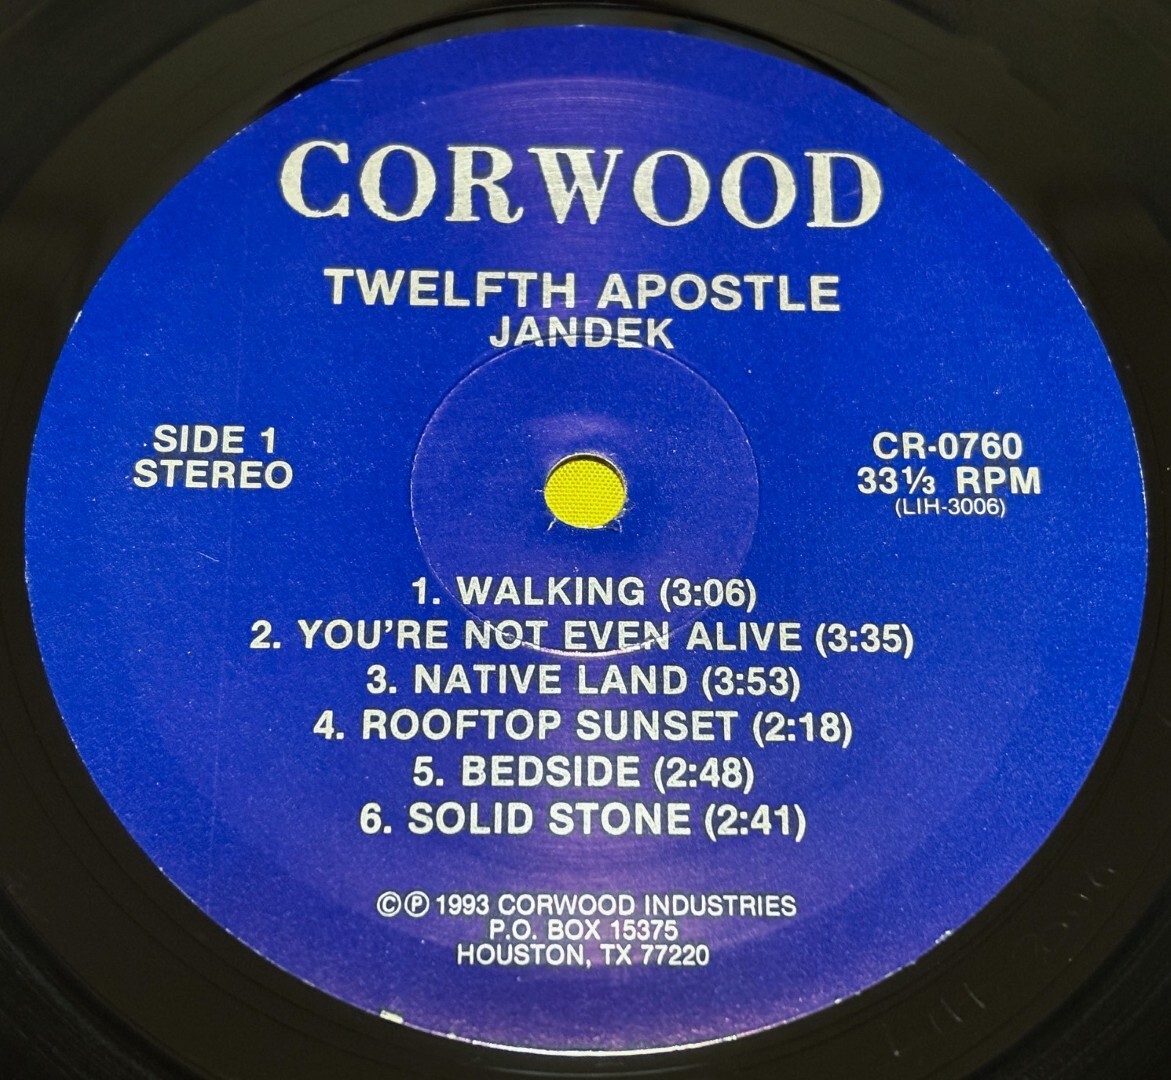 CORWOOD
TWELFTH APOSTLE
JANDEK
SIDE 1
STEREO
CR-0760
33⅓ RPM
(LIH-3006)
1. WALKING (3:06)
2. YOU'RE NOT EVEN ALIVE (3:35)
3. NATIVE LAND (3:53)
4. ROOFTOP SUNSET (2:18)
5. BEDSIDE (2:48)
6. SOLID STONE (2:41)
©℗ 1993 CORWOOD INDUSTRIES
P.O. BOX 15375
HOUSTON, TX 77220